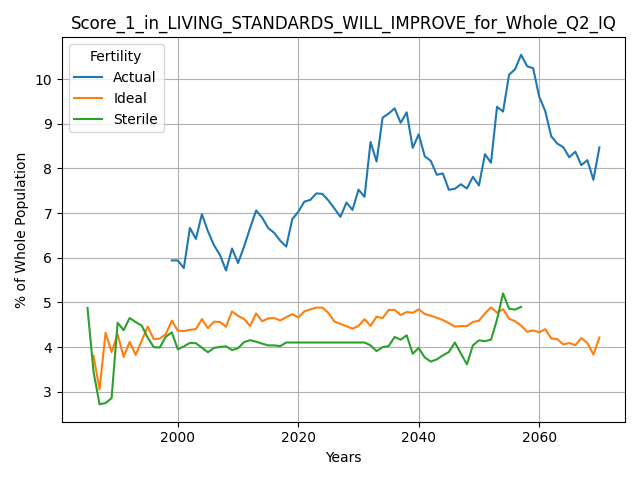 Score_1_in_LIVING_STANDARDS_WILL_IMPROVE_for_Whole_Q2_IQ
Fertility
Actual
Ideal
Sterile
% of Whole Population
10
9
8
7
6
5
4
3
2000 2020 2040 2060
Years